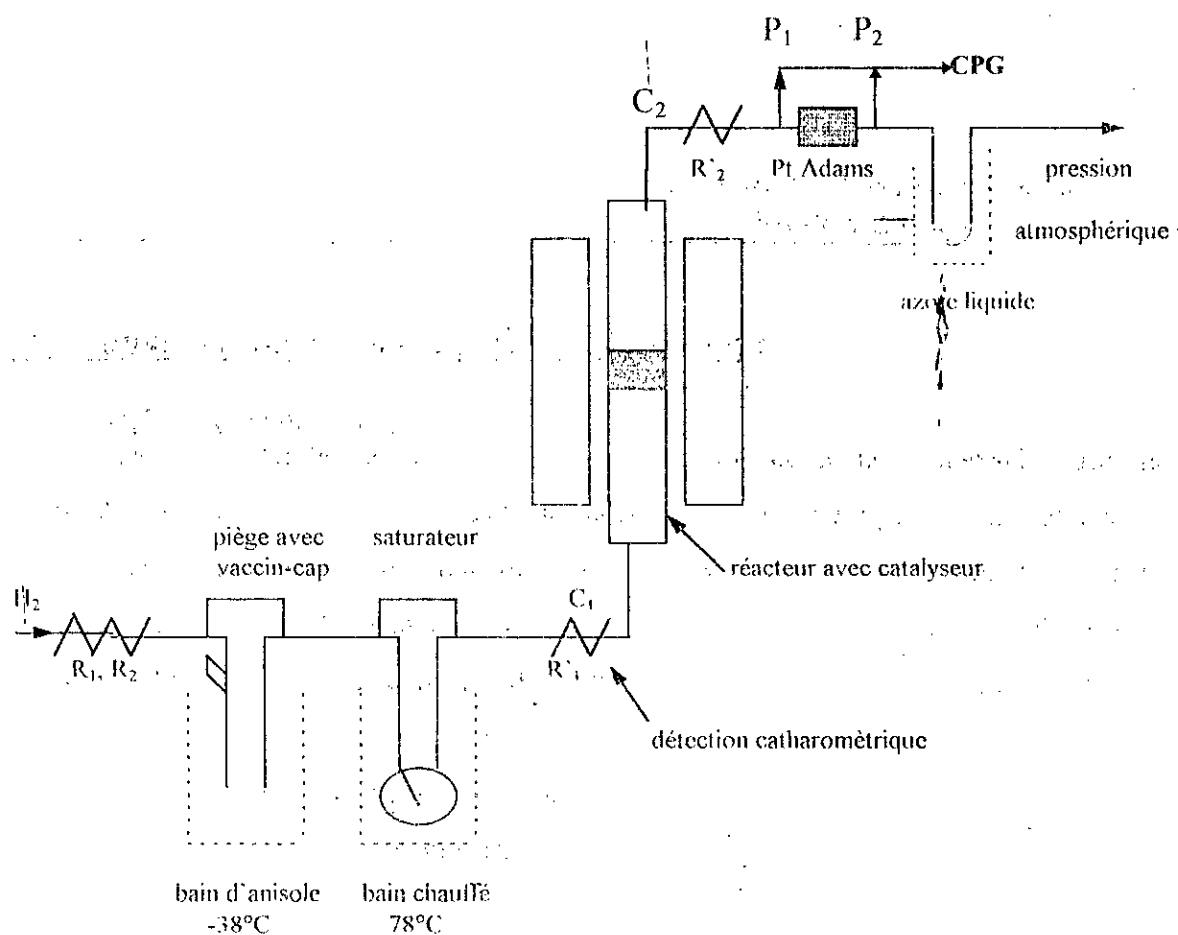 P₁ P₂
CPG
C₂
R`₂ Pt Adams pression
atmosphérique
azote liquide
piège avec saturateur
vaccin-cap
réacteur avec catalyseur
H₂ C₁
R₁, R₂ R`₁
détection catharomètrique
bain d`anisole bain chauffé
-38°C 78°C